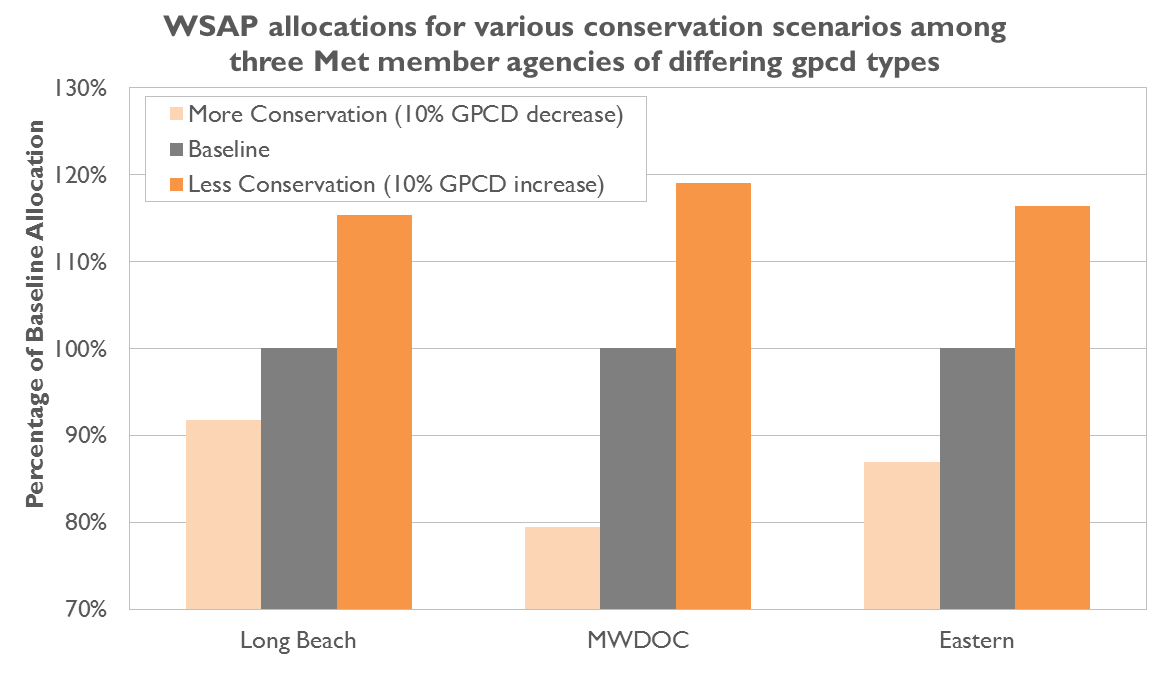 WSAP allocations for various conservation scenarios among
three Met member agencies of differing gpcd types
Percentage of Baseline Allocation
130%
120%
110%
100%
90%
80%
70%
More Conservation (10% GPCD decrease)
Baseline
Less Conservation (10% GPCD increase)
Long Beach
MWDOC
Eastern